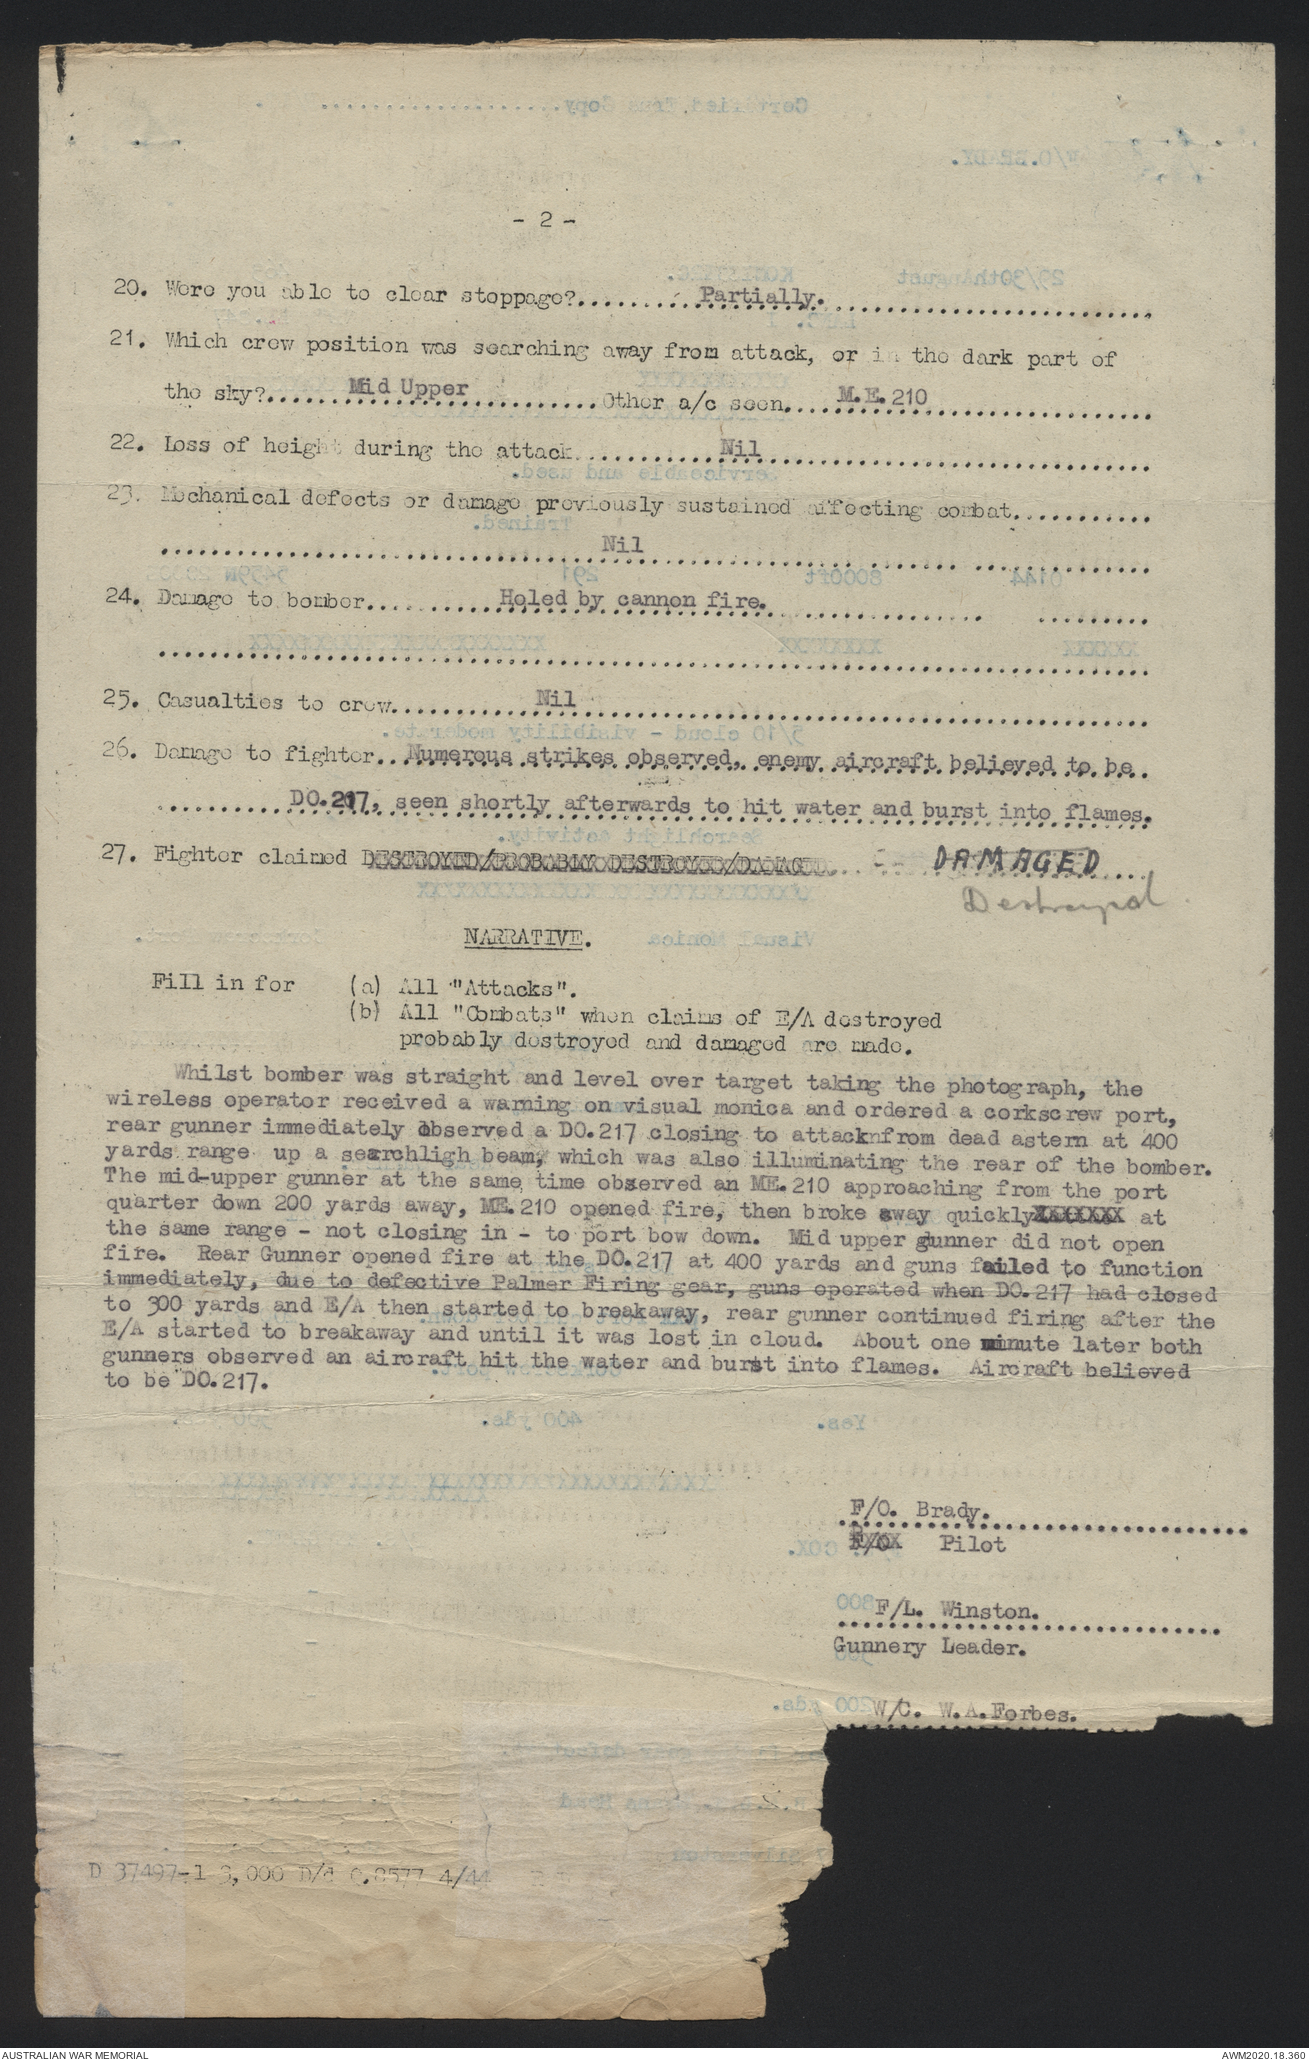 - 2 -
20. Were you able to clear stoppage?.........Partially.............................
21. Which crew position was searching away from attack, or in the dark part of
the sky?......Mid Upper............Other a/c seen....M.E. 210....................
22. Loss of height during the attack............Nil..............................
23. Mechanical defects or damage previously sustained affecting combat...........
....................................Nil..........................................
24. Damage to bomber..........Holed by cannon fire...............................
.................................................................................
25. Casualties to crew...........Nil.............................................
26. Damage to fighter..Numerous strikes observed, enemy aircraft believed to be.
..........DO.217, seen shortly afterwards to hit water and burst into flames.
27. Fighter claimed DESTROYED/PROBABLY DESTROYED/DAMAGED.... DAMAGED....
Destroyed
NARRATIVE.
Fill in for (a) All "Attacks".
(b) All "Combats" when claims of E/A destroyed
probably destroyed and damaged are made.
Whilst bomber was straight and level over target taking the photograph, the
wireless operator received a warning on visual monica and ordered a corkscrew port,
rear gunner immediately observed a DO.217 closing to attacknfrom dead astern at 400
yards range up a searchligh beam, which was also illuminating the rear of the bomber.
The mid-upper gunner at the same time observed an ME.210 approaching from the port
quarter down 200 yards away, ME.210 opened fire, then broke away quicklyXXXXXXX at
the same range - not closing in - to port bow down. Mid upper gunner did not open
fire. Rear Gunner opened fire at the DO.217 at 400 yards and guns failed to function
immediately, due to defective Palmer Firing gear, guns operated when DO.217 had closed
to 300 yards and E/A then started to breakaway, rear gunner continued firing after the
E/A started to breakaway and until it was lost in cloud. About one minute later both
gunners observed an aircraft hit the water and burst into flames. Aircraft believed
to be DO.217.
F/O. Brady.
Pilot
F/L. Winston.
Gunnery Leader.
W/C. W.A.Forbes.
D 37497-1 3,000 D/d 4/44
AUSTRALIAN WAR MEMORIAL
AWM2020.18.360